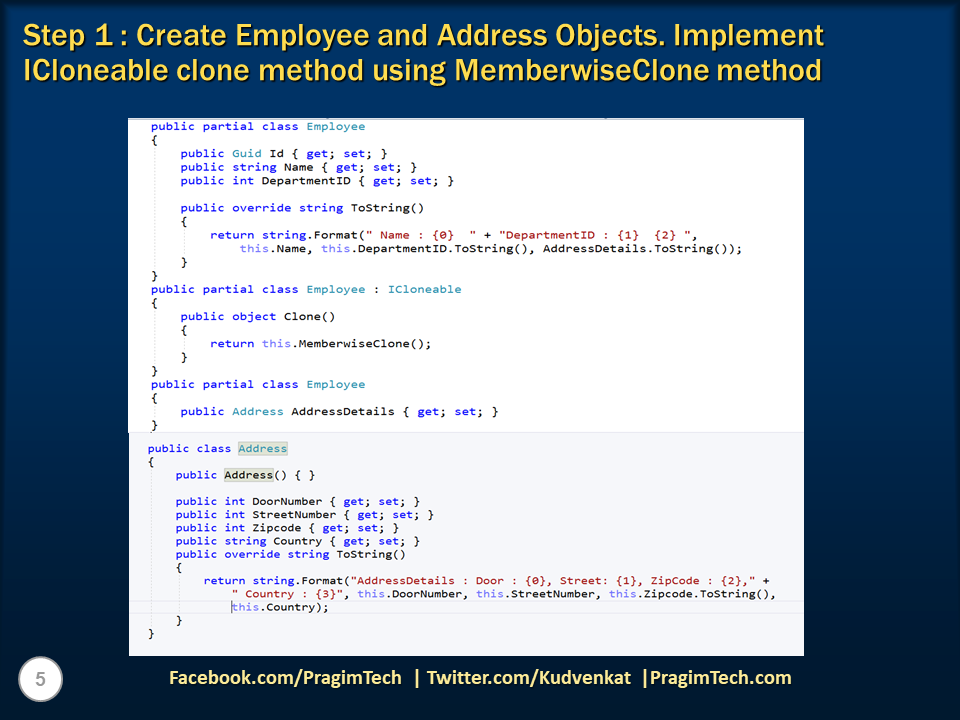 Step 1 : Create Employee and Address Objects. Implement
ICloneable clone method using MemberwiseClone method
public partial class Employee
{
    public Guid Id { get; set; }
    public string Name { get; set; }
    public int DepartmentID { get; set; }

    public override string ToString()
    {
        return string.Format(" Name : {0}  " + "DepartmentID : {1}  {2} ",
            this.Name, this.DepartmentID.ToString(), AddressDetails.ToString());
    }
}
public partial class Employee : ICloneable
{
    public object Clone()
    {
        return this.MemberwiseClone();
    }
}
public partial class Employee
{
    public Address AddressDetails { get; set; }
}
public class Address
{
    public Address() { }

    public int DoorNumber { get; set; }
    public int StreetNumber { get; set; }
    public int Zipcode { get; set; }
    public string Country { get; set; }
    public override string ToString()
    {
        return string.Format("AddressDetails : Door : {0}, Street: {1}, ZipCode : {2}," +
            " Country : {3}", this.DoorNumber, this.StreetNumber, this.Zipcode.ToString(),
            this.Country);
    }
}
5
Facebook.com/PragimTech | Twitter.com/Kudvenkat |PragimTech.com